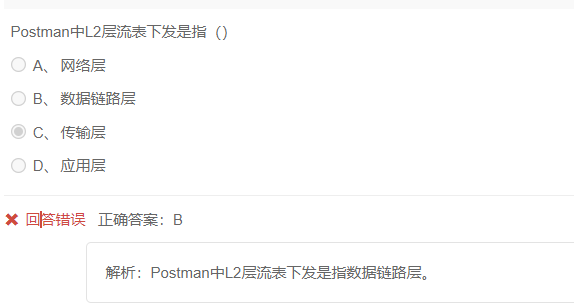 Postman中L2层流表下发是指（）
A、 网络层
B、 数据链路层
C、 传输层
D、 应用层
✖ 回答错误 正确答案：B
解析：Postman中L2层流表下发是指数据链路层。